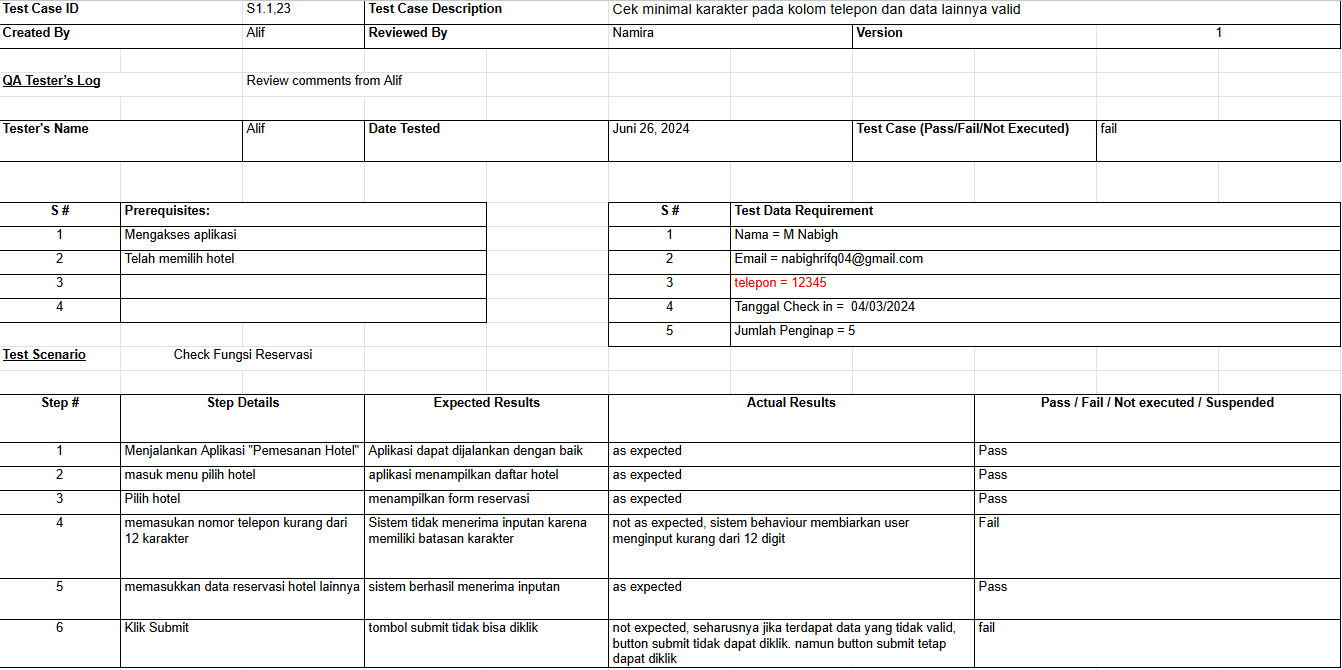 Test Case ID S1.1,23 Test Case Description Cek minimal karakter pada kolom telepon dan data lainnya valid
Created By Alif Reviewed By Namira Version 1
QA Tester's Log Review comments from Alif
Tester's Name Alif Date Tested Juni 26, 2024 Test Case (Pass/Fail/Not Executed) fail
S # Prerequisites: S # Test Data Requirement
1 Mengakses aplikasi 1 Nama = M Nabigh
2 Telah memilih hotel 2 Email = nabighrifq04@gmail.com
3 3 telepon = 12345
4 4 Tanggal Check in = 04/03/2024
5 Jumlah Penginap = 5
Test Scenario Check Fungsi Reservasi
Step # Step Details Expected Results Actual Results Pass / Fail / Not executed / Suspended
1 Menjalankan Aplikasi "Pemesanan Hotel" Aplikasi dapat dijalankan dengan baik as expected Pass
2 masuk menu pilih hotel aplikasi menampilkan daftar hotel as expected Pass
3 Pilih hotel menampilkan form reservasi as expected Pass
4 memasukan nomor telepon kurang dari Sistem tidak menerima inputan karena not as expected, sistem behaviour membiarkan user Fail
12 karakter memiliki batasan karakter menginput kurang dari 12 digit
5 memasukkan data reservasi hotel lainnya sistem berhasil menerima inputan as expected Pass
6 Klik Submit tombol submit tidak bisa diklik not expected, seharusnya jika terdapat data yang tidak valid, fail
button submit tidak dapat diklik. namun button submit tetap
dapat diklik